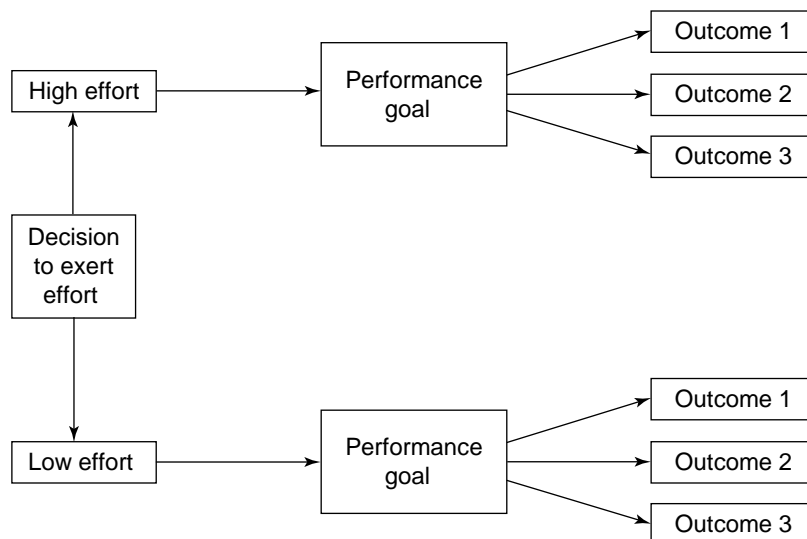 High effort
Performance
goal
Outcome 1
Outcome 2
Outcome 3
Decision
to exert
effort
Low effort
Performance
goal
Outcome 1
Outcome 2
Outcome 3